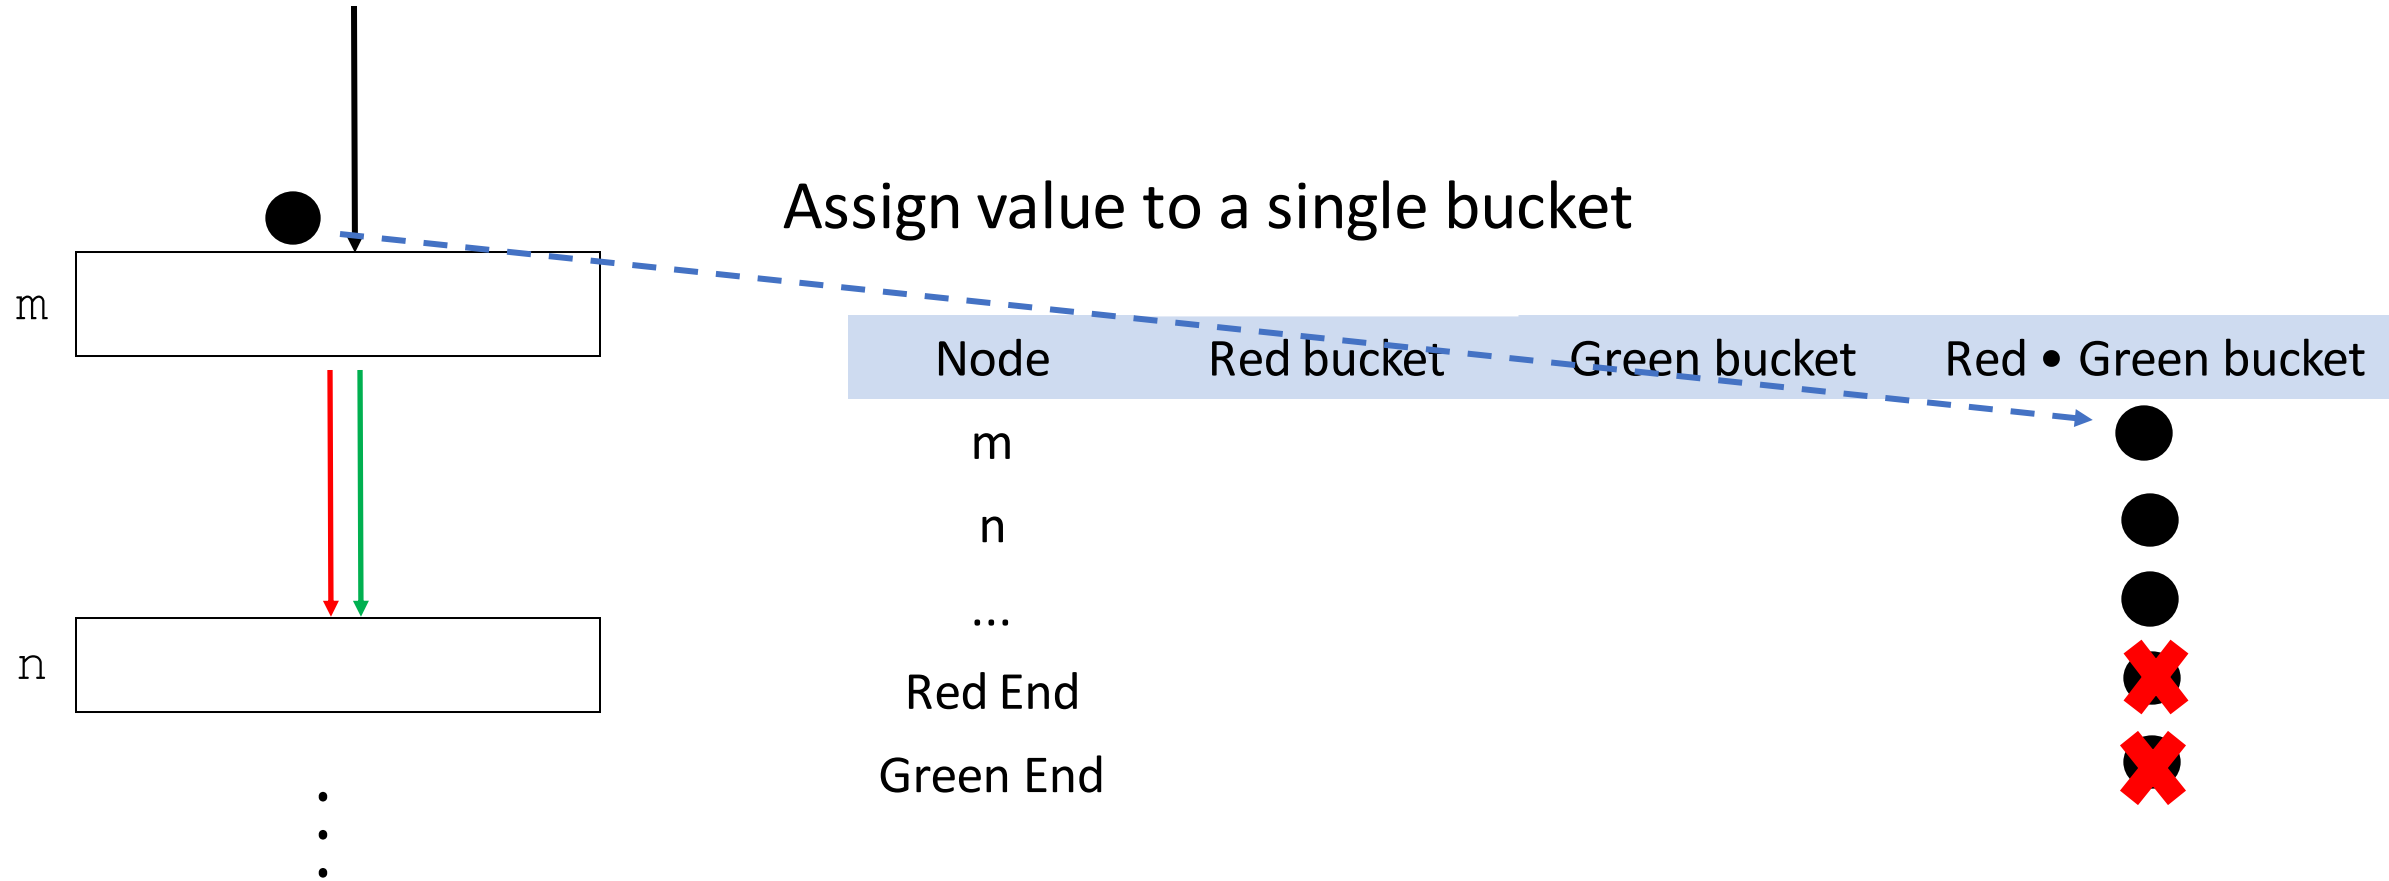 Assign value to a single bucket
m
Node Red bucket Green bucket Red • Green bucket
m
n
...
Red End
n
Green End